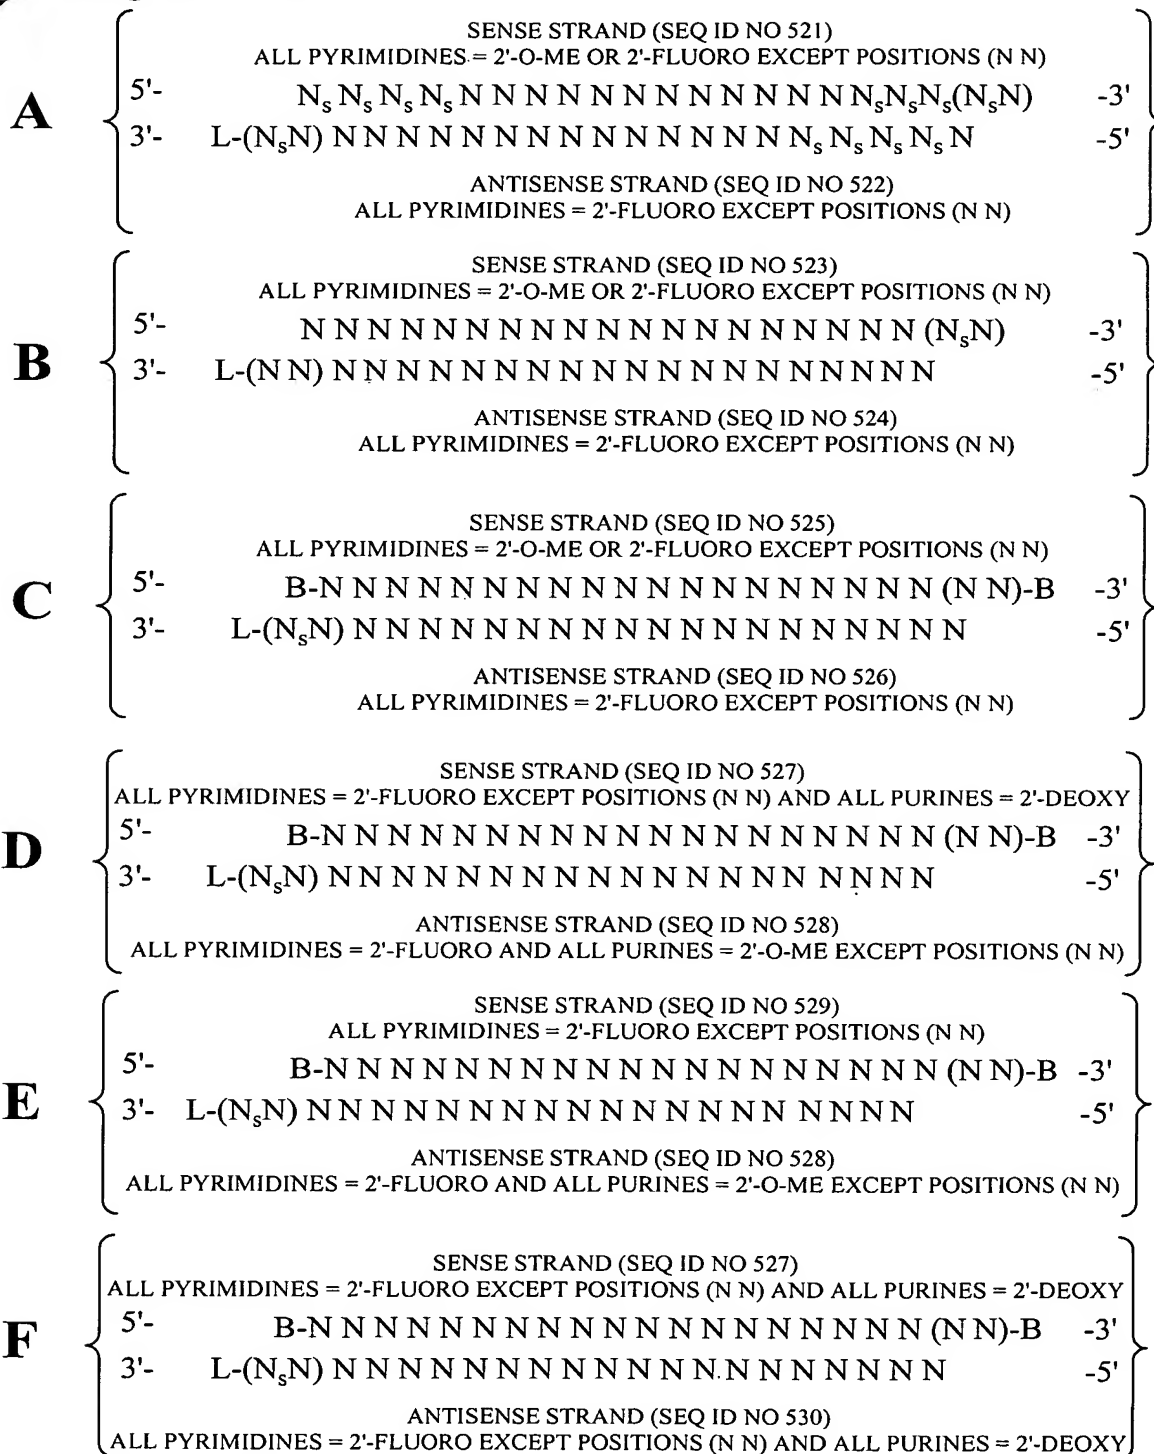 A
SENSE STRAND (SEQ ID NO 521)
ALL PYRIMIDINES = 2'-O-ME OR 2'-FLUORO EXCEPT POSITIONS (N N)
5'- NₛNₛNₛNₛN N N N N N N N N N N N NₛNₛNₛ(NₛN) -3'
3'- L-(NₛN) N N N N N N N N N N N N N N Nₛ Nₛ Nₛ Nₛ N -5'
ANTISENSE STRAND (SEQ ID NO 522)
ALL PYRIMIDINES = 2'-FLUORO EXCEPT POSITIONS (N N)
B
SENSE STRAND (SEQ ID NO 523)
ALL PYRIMIDINES = 2'-O-ME OR 2'-FLUORO EXCEPT POSITIONS (N N)
5'- N N N N N N N N N N N N N N N N N N N (NₛN) -3'
3'- L-(N N) N N N N N N N N N N N N N N N N N N N -5'
ANTISENSE STRAND (SEQ ID NO 524)
ALL PYRIMIDINES = 2'-FLUORO EXCEPT POSITIONS (N N)
C
SENSE STRAND (SEQ ID NO 525)
ALL PYRIMIDINES = 2'-O-ME OR 2'-FLUORO EXCEPT POSITIONS (N N)
5'- B-N N N N N N N N N N N N N N N N N N N (N N)-B -3'
3'- L-(NₛN) N N N N N N N N N N N N N N N N N N N -5'
ANTISENSE STRAND (SEQ ID NO 526)
ALL PYRIMIDINES = 2'-FLUORO EXCEPT POSITIONS (N N)
D
SENSE STRAND (SEQ ID NO 527)
ALL PYRIMIDINES = 2'-FLUORO EXCEPT POSITIONS (N N) AND ALL PURINES = 2'-DEOXY
5'- B-N N N N N N N N N N N N N N N N N N N (N N)-B -3'
3'- L-(NₛN) N N N N N N N N N N N N N N N N N N N -5'
ANTISENSE STRAND (SEQ ID NO 528)
ALL PYRIMIDINES = 2'-FLUORO AND ALL PURINES = 2'-O-ME EXCEPT POSITIONS (N N)
E
SENSE STRAND (SEQ ID NO 529)
ALL PYRIMIDINES = 2'-FLUORO EXCEPT POSITIONS (N N)
5'- B-N N N N N N N N N N N N N N N N N N N (N N)-B -3'
3'- L-(NₛN) N N N N N N N N N N N N N N N N N N N -5'
ANTISENSE STRAND (SEQ ID NO 528)
ALL PYRIMIDINES = 2'-FLUORO AND ALL PURINES = 2'-O-ME EXCEPT POSITIONS (N N)
F
SENSE STRAND (SEQ ID NO 527)
ALL PYRIMIDINES = 2'-FLUORO EXCEPT POSITIONS (N N) AND ALL PURINES = 2'-DEOXY
5'- B-N N N N N N N N N N N N N N N N N N N (N N)-B -3'
3'- L-(NₛN) N N N N N N N N N N N N N N N N N N N -5'
ANTISENSE STRAND (SEQ ID NO 530)
ALL PYRIMIDINES = 2'-FLUORO EXCEPT POSITIONS (N N) AND ALL PURINES = 2'-DEOXY